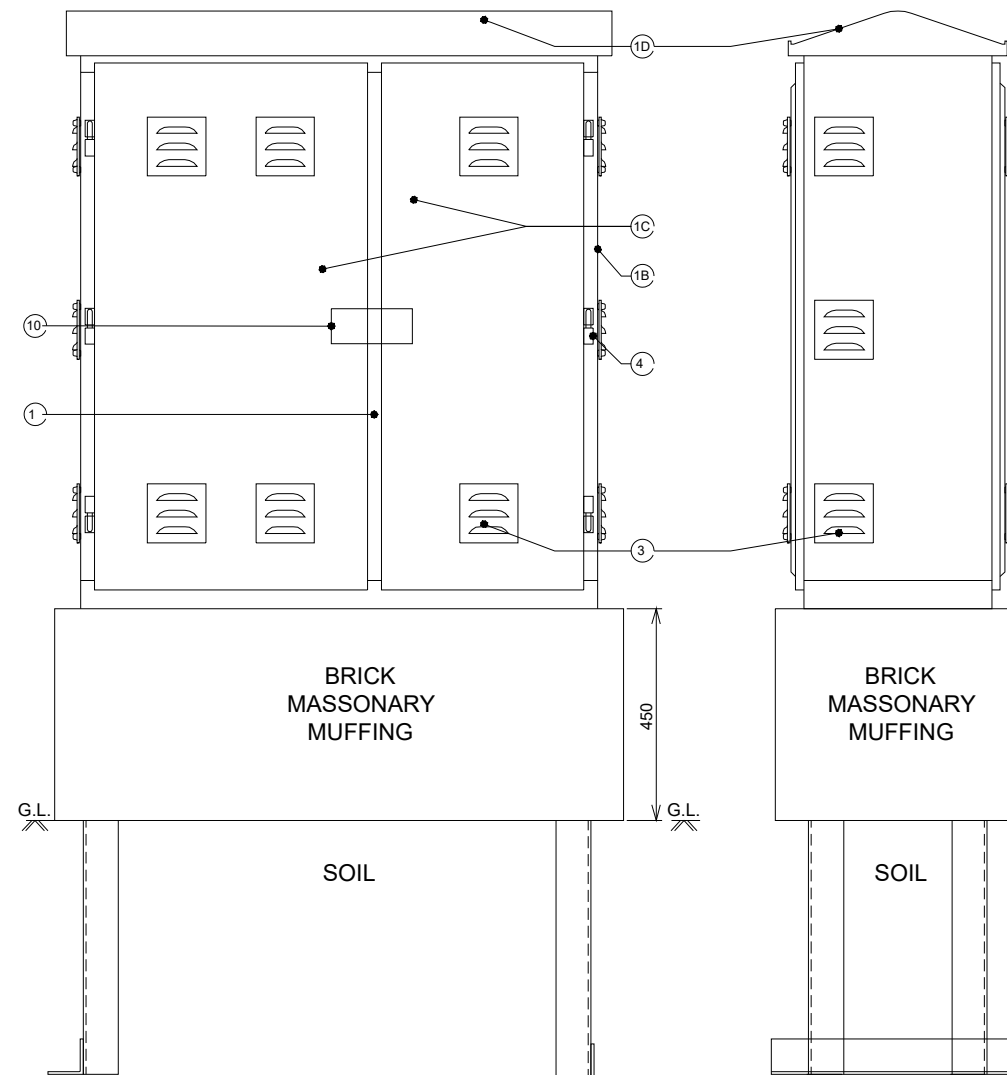 1D
1C
1B
10
4
1
3
BRICK
MASSONARY
MUFFING
450
BRICK
MASSONARY
MUFFING
G.L.
G.L.
SOIL
SOIL